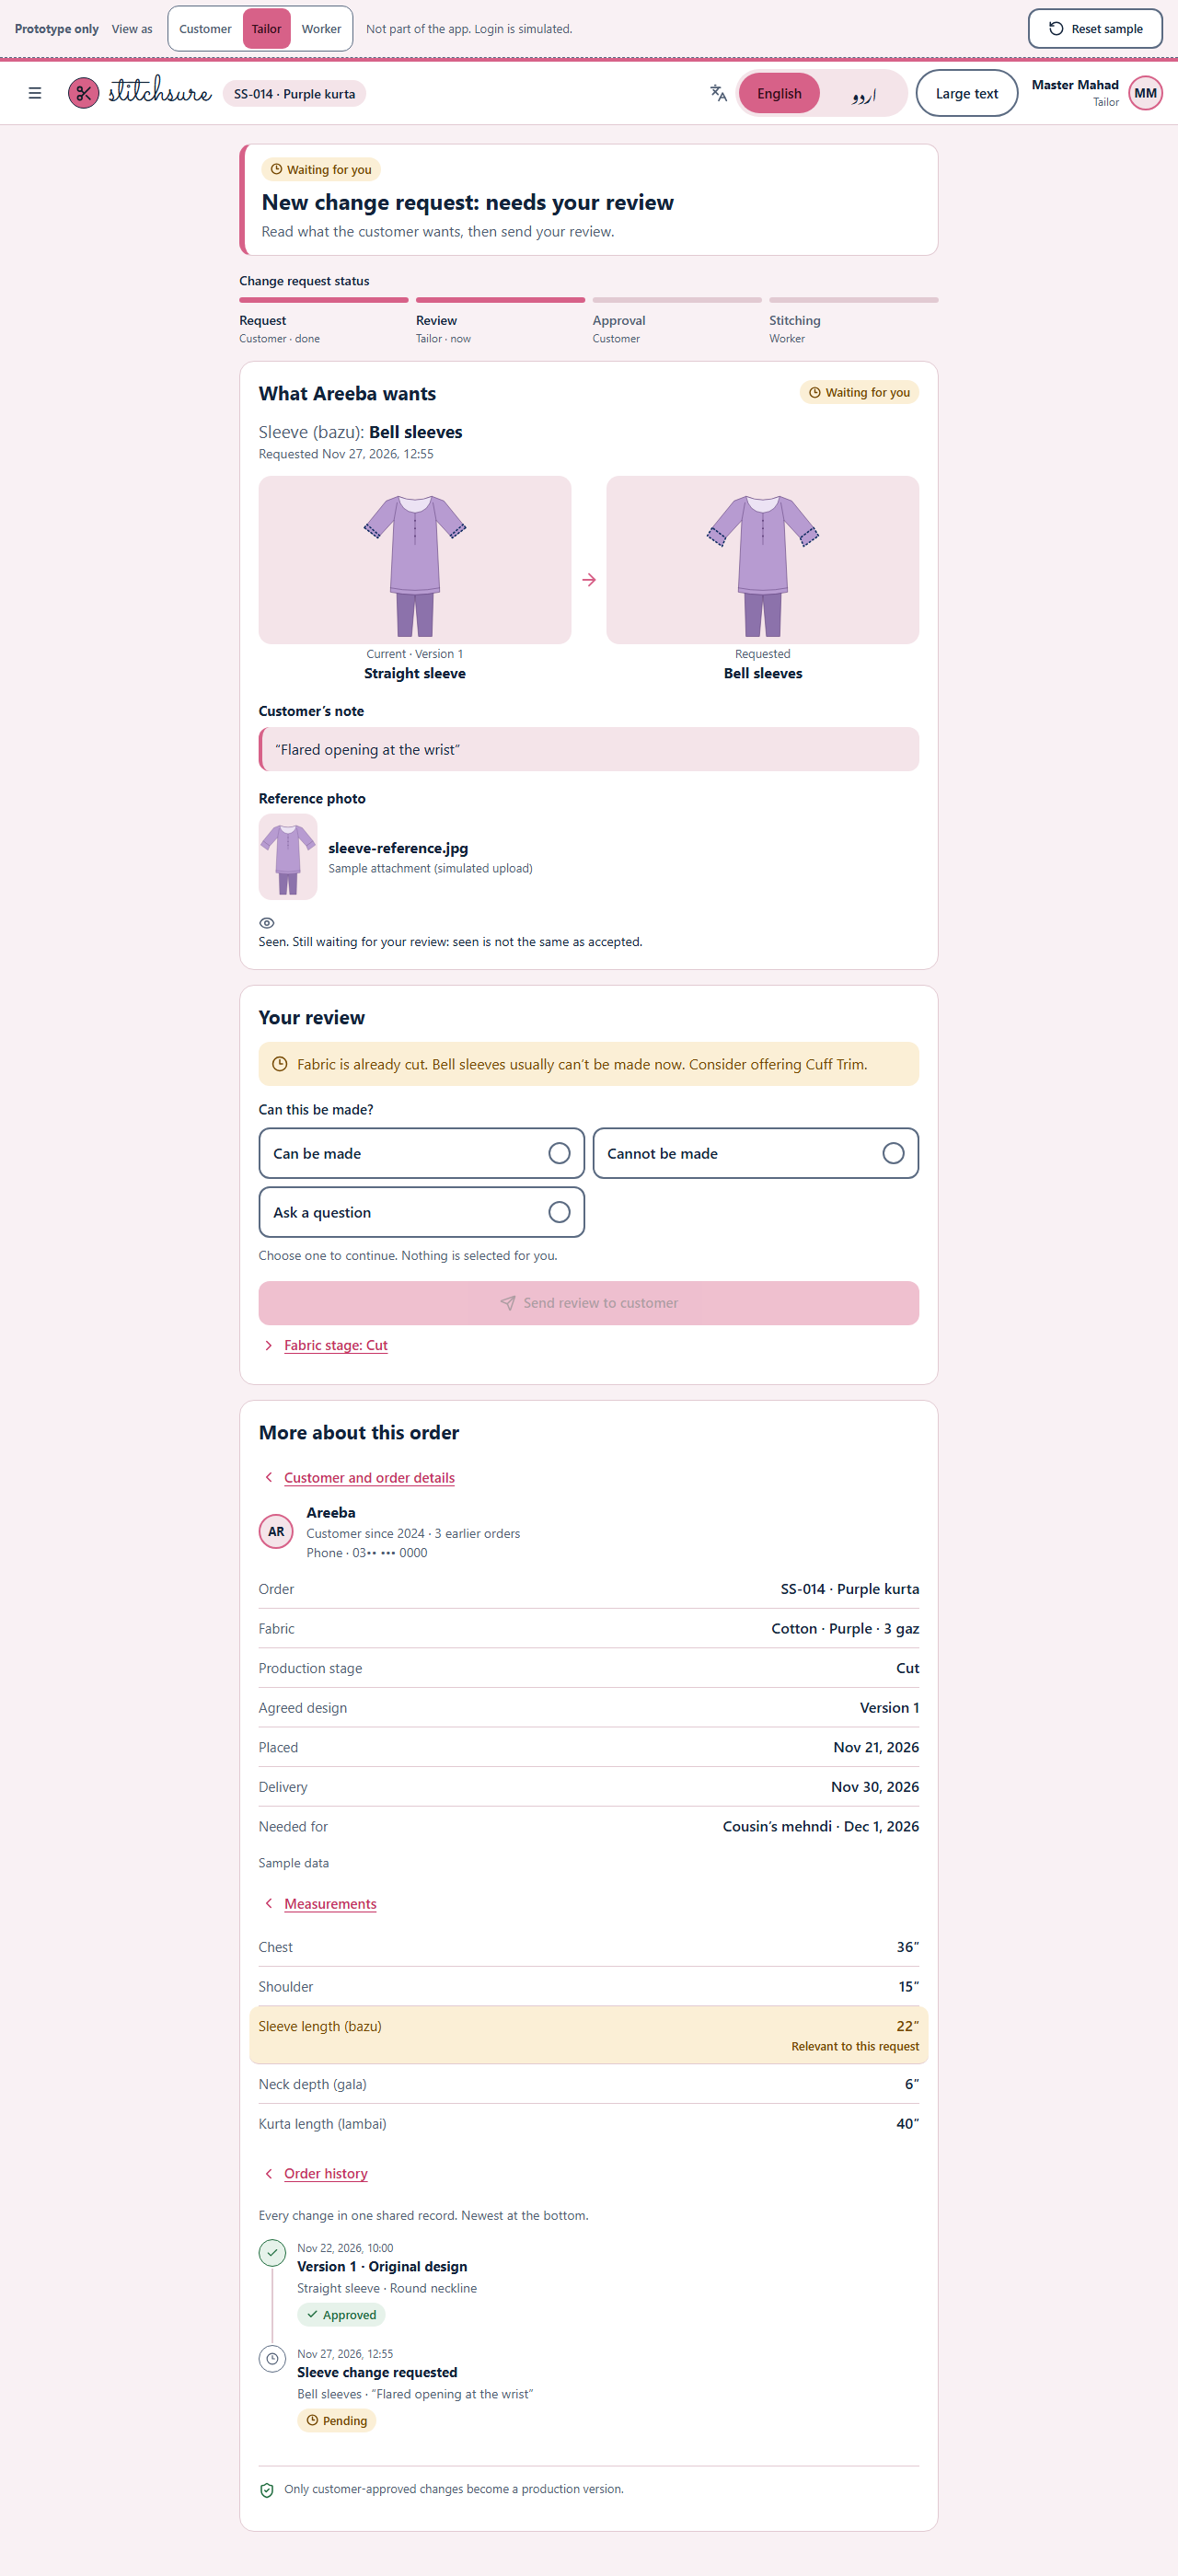 Prototype only View as Customer Tailor Worker Not part of the app. Login is simulated. Reset sample
stitchsure SS-014 · Purple kurta English اردو Large text Master Mahad MM
Tailor
Waiting for you
New change request: needs your review
Read what the customer wants, then send your review.
Change request status
Request Review Approval Stitching
Customer · done Tailor · now Customer Worker
What Areeba wants Waiting for you
Sleeve (bazu): Bell sleeves
Requested Nov 27, 2026, 12:55
Current · Version 1 Requested
Straight sleeve Bell sleeves
Customer's note
“Flared opening at the wrist”
Reference photo
sleeve-reference.jpg
Sample attachment (simulated upload)
Seen. Still waiting for your review: seen is not the same as accepted.
Your review
Fabric is already cut. Bell sleeves usually can't be made now. Consider offering Cuff Trim.
Can this be made?
Can be made Cannot be made
Ask a question
Choose one to continue. Nothing is selected for you.
Send review to customer
Fabric stage: Cut
More about this order
Customer and order details
AR Areeba
Customer since 2024 · 3 earlier orders
Phone · 03•• ••• 0000
Order SS-014 · Purple kurta
Fabric Cotton · Purple · 3 gaz
Production stage Cut
Agreed design Version 1
Placed Nov 21, 2026
Delivery Nov 30, 2026
Needed for Cousin's mehndi · Dec 1, 2026
Sample data
Measurements
Chest 36″
Shoulder 15″
Sleeve length (bazu) 22″
Relevant to this request
Neck depth (gala) 6″
Kurta length (lambai) 40″
Order history
Every change in one shared record. Newest at the bottom.
Nov 22, 2026, 10:00
Version 1 · Original design
Straight sleeve · Round neckline
Approved
Nov 27, 2026, 12:55
Sleeve change requested
Bell sleeves · “Flared opening at the wrist”
Pending
Only customer-approved changes become a production version.